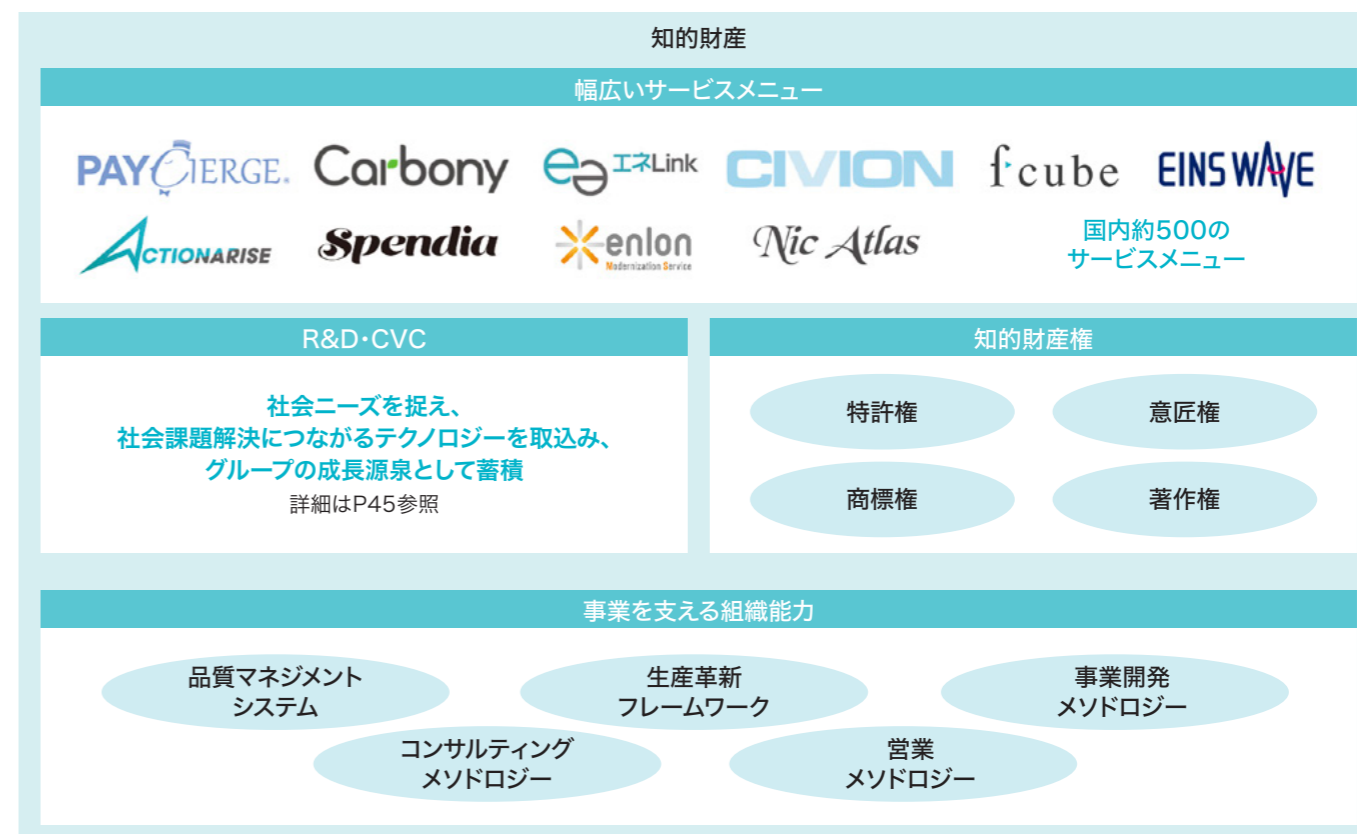 知的財産
幅広いサービスメニュー
PAYCIERGE.
Carbony
エネLink
CIVION
f'cube
EINS WAVE
ACTIONARISE
Spendia
Xenlon
Modernization Service
Nic Atlas
国内約500の
サービスメニュー
R&D・CVC
社会ニーズを捉え、
社会課題解決につながるテクノロジーを取込み、
グループの成長源泉として蓄積
詳細はP45参照
知的財産権
特許権
意匠権
商標権
著作権
事業を支える組織能力
品質マネジメント
システム
生産革新
フレームワーク
事業開発
メソドロジー
コンサルティング
メソドロジー
営業
メソドロジー